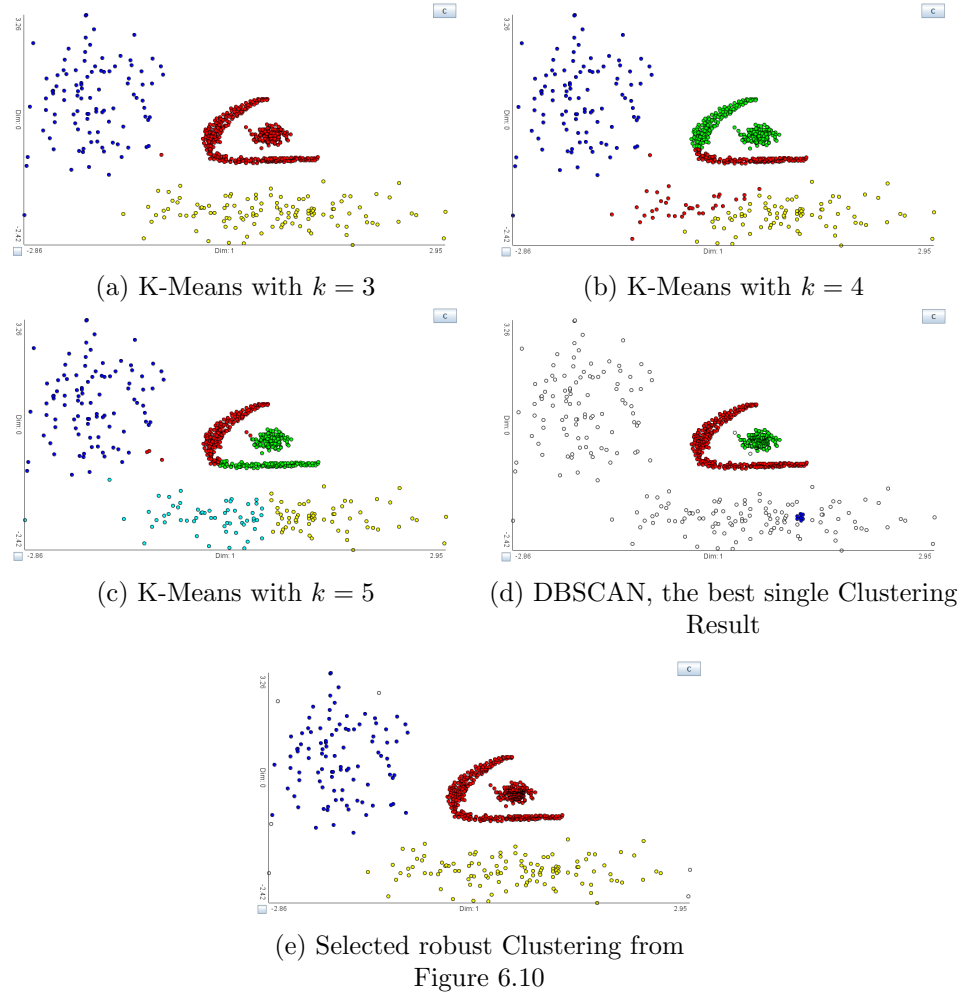 C
3.26
Dim: 0
-2.42
-2.86
Dim: 1
2.95
(a) K-Means with k = 3
C
3.26
Dim: 0
-2.42
-2.86
Dim: 1
2.95
(b) K-Means with k = 4
C
3.26
Dim: 0
-2.42
-2.86
Dim: 1
2.95
(c) K-Means with k = 5
C
3.26
Dim: 0
-2.42
-2.86
Dim: 1
2.95
(d) DBSCAN, the best single Clustering
Result
C
3.26
Dim: 0
-2.42
-2.86
Dim: 1
2.95
(e) Selected robust Clustering from
Figure 6.10